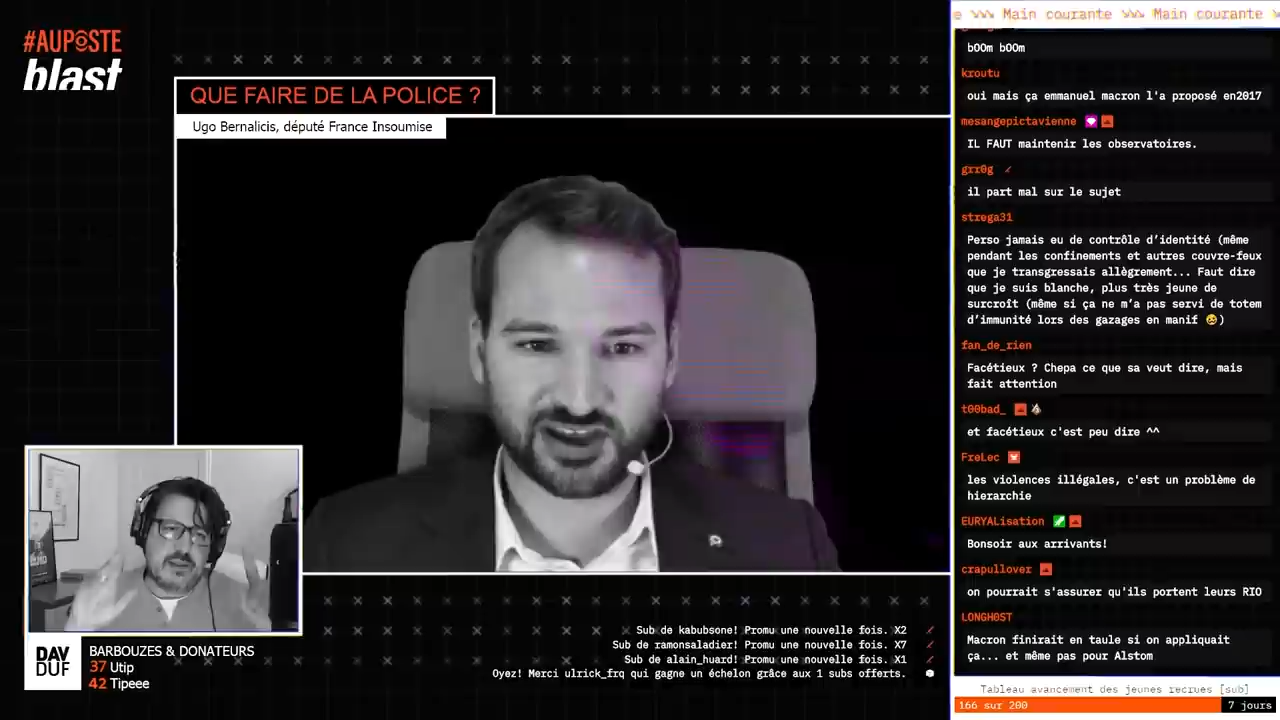 #AUPOSTE
blast
QUE FAIRE DE LA POLICE ?
Ugo Bernalicis, député France Insoumise
DAV
DUF
BARBOUZES & DONATEURS
37 Utip
42 Tipeee
Sub de kabubsone! Promu une nouvelle fois. X2
Sub de ramonsaladier! Promu une nouvelle fois. X7
Sub de alain_huard! Promu une nouvelle fois. X1
Oyez! Merci ulrick_frq qui gagne un échelon grâce aux 1 subs offerts.
e Main courante Main courante
bOOm bOOm
kroutu
oui mais ça emmanuel macron l'a proposé en2017
mesangepictavienne
IL FAUT maintenir les observatoires.
grr0g
il part mal sur le sujet
strega31
Perso jamais eu de contrôle d’identité (même
pendant les confinements et autres couvre-feux
que je transgressais allègrement... Faut dire
que je suis blanche, plus très jeune de
surcroît (même si ça ne m’a pas servi de totem
d’immunité lors des gazages en manif 😢)
fan_de_rien
Facétieux ? Chepa ce que sa veut dire, mais
fait attention
t00bad_
et facétieux c'est peu dire ^^
FreLec
les violences illégales, c'est un problème de
hierarchie
EURYALisation
Bonsoir aux arrivants!
crapullover
on pourrait s'assurer qu'ils portent leurs RIO
LONGH0ST
Macron finirait en taule si on appliquait
ça... et même pas pour Alstom
Tableau avancement des jeunes recrues [sub]
166 sur 200
7 jours